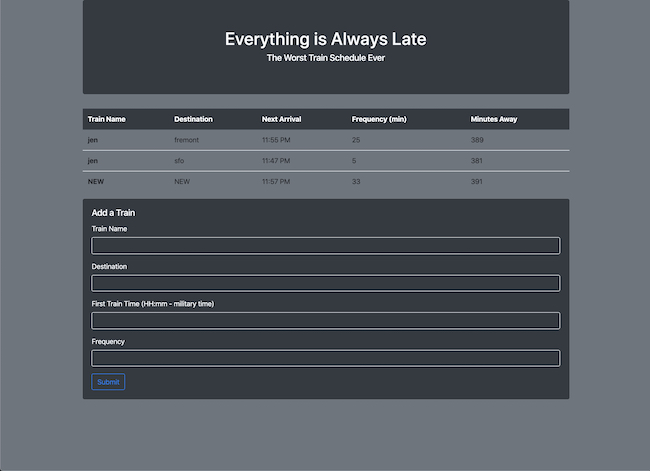 Everything is Always Late
The Worst Train Schedule Ever
Train Name Destination Next Arrival Frequency (min) Minutes Away
jen fremont 11:55 PM 25 389
jen sfo 11:47 PM 5 381
NEW NEW 11:57 PM 33 391
Add a Train
Train Name
Destination
First Train Time (HH:mm - military time)
Frequency
Submit